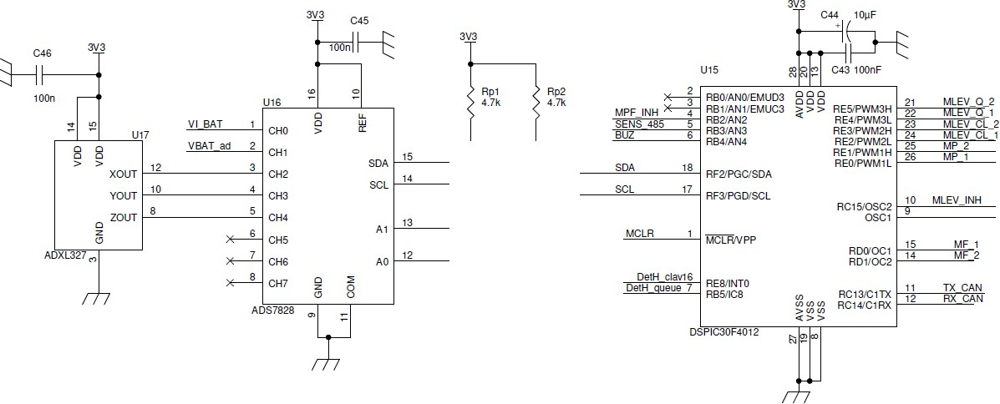 C46
100n
3V3
14
15
U17
VDD
VDD
XOUT
12
YOUT
10
ZOUT
8
GND
ADXL327
3
3V3
C45
100n
16
10
U16
VDD
REF
VI_BAT
1
CH0
VBAT_ad
2
CH1
3
CH2
4
CH3
5
CH4
6
CH5
7
CH6
8
CH7
SDA
15
SCL
14
A1
13
A0
12
GND
COM
ADS7828
9
11
3V3
Rp1
4.7k
Rp2
4.7k
3V3
C44
10µF
+
C43
100nF
U15
28
20
13
AVDD
VDD
VDD
2
RB0/AN0/EMUD3
3
RB1/AN1/EMUC3
MPF_INH
4
RB2/AN2
SENS_485
5
RB3/AN3
BUZ
6
RB4/AN4
SDA
18
RF2/PGC/SDA
SCL
17
RF3/PGD/SCL
MCLR
1
MCLR/VPP
DetH_clav
16
RE8/INT0
DetH_queue
7
RB5/IC8
RE5/PWM3H
21
MLEV_Q_2
RE4/PWM3L
22
MLEV_Q_1
RE3/PWM2H
23
MLEV_CL_2
RE2/PWM2L
24
MLEV_CL_1
RE1/PWM1H
25
MP_2
RE0/PWM1L
26
MP_1
RC15/OSC2
10
MLEV_INH
OSC1
9
RD0/OC1
15
MF_1
RD1/OC2
14
MF_2
RC13/C1TX
11
TX_CAN
RC14/C1RX
12
RX_CAN
AVSS
VSS
VSS
DSPIC30F4012
27
19
8